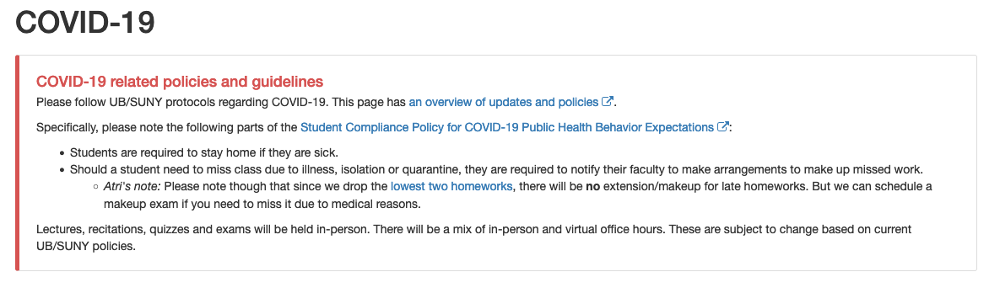 COVID-19
COVID-19 related policies and guidelines
Please follow UB/SUNY protocols regarding COVID-19. This page has an overview of updates and policies.
Specifically, please note the following parts of the Student Compliance Policy for COVID-19 Public Health Behavior Expectations:
• Students are required to stay home if they are sick.
• Should a student need to miss class due to illness, isolation or quarantine, they are required to notify their faculty to make arrangements to make up missed work.
○ Atri's note: Please note though that since we drop the lowest two homeworks, there will be no extension/makeup for late homeworks. But we can schedule a
makeup exam if you need to miss it due to medical reasons.
Lectures, recitations, quizzes and exams will be held in-person. There will be a mix of in-person and virtual office hours. These are subject to change based on current
UB/SUNY policies.